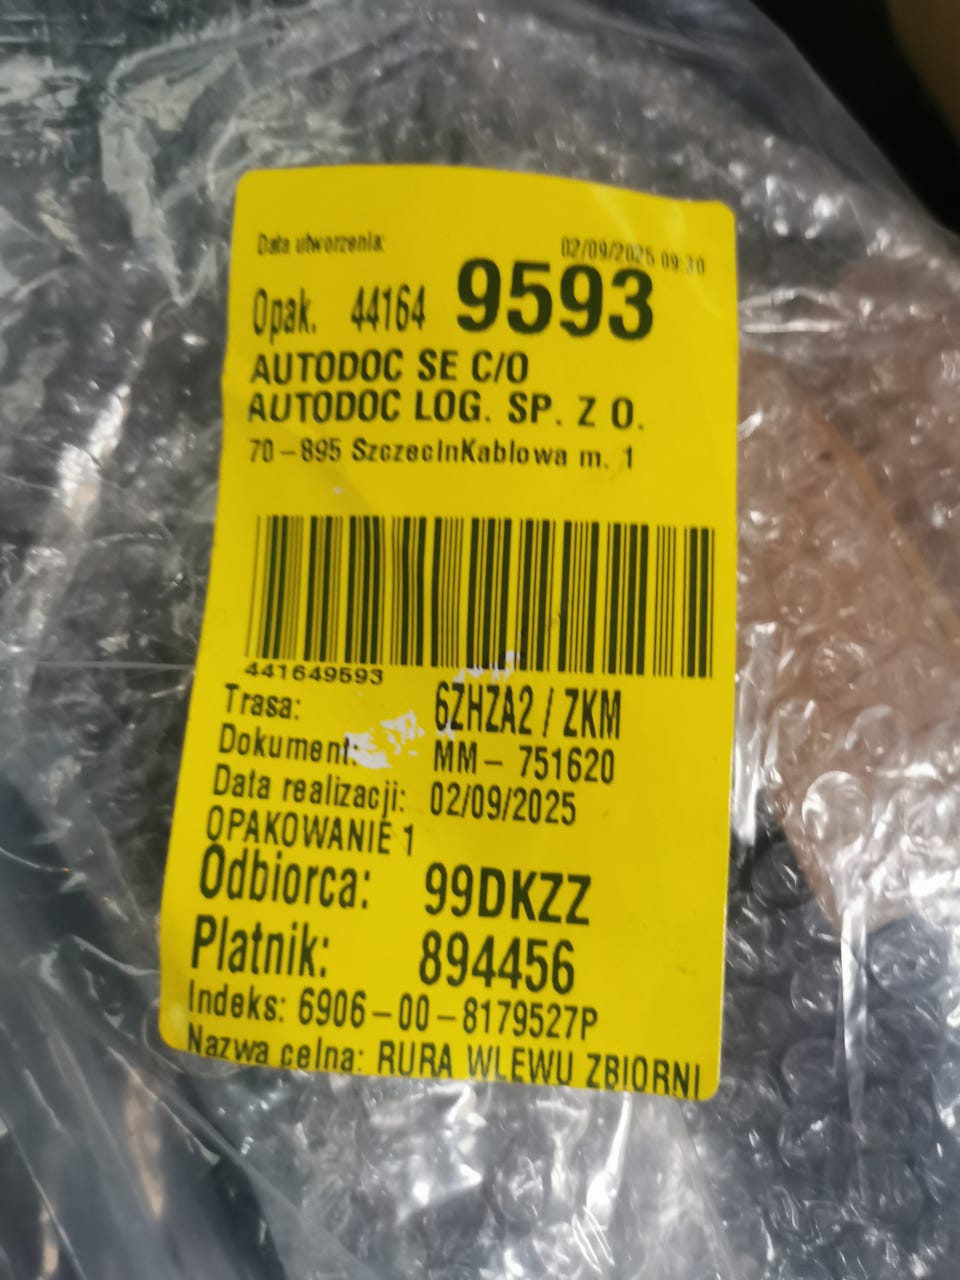 Data utworzenia: 02/09/2025 09:30
Opak. 44164 9593
AUTODOC SE C/O
AUTODOC LOG. SP. Z O.
70-895 SzczecinKablowa m. 1
441649593
Trasa: 6ZHZA2 / ZKM
Dokument: MM- 751620
Data realizacji: 02/09/2025
OPAKOWANIE 1
Odbiorca: 99DKZZ
Płatnik: 894456
Indeks: 6906-00-8179527P
Nazwa celna: RURA WLEWU ZBIORNI